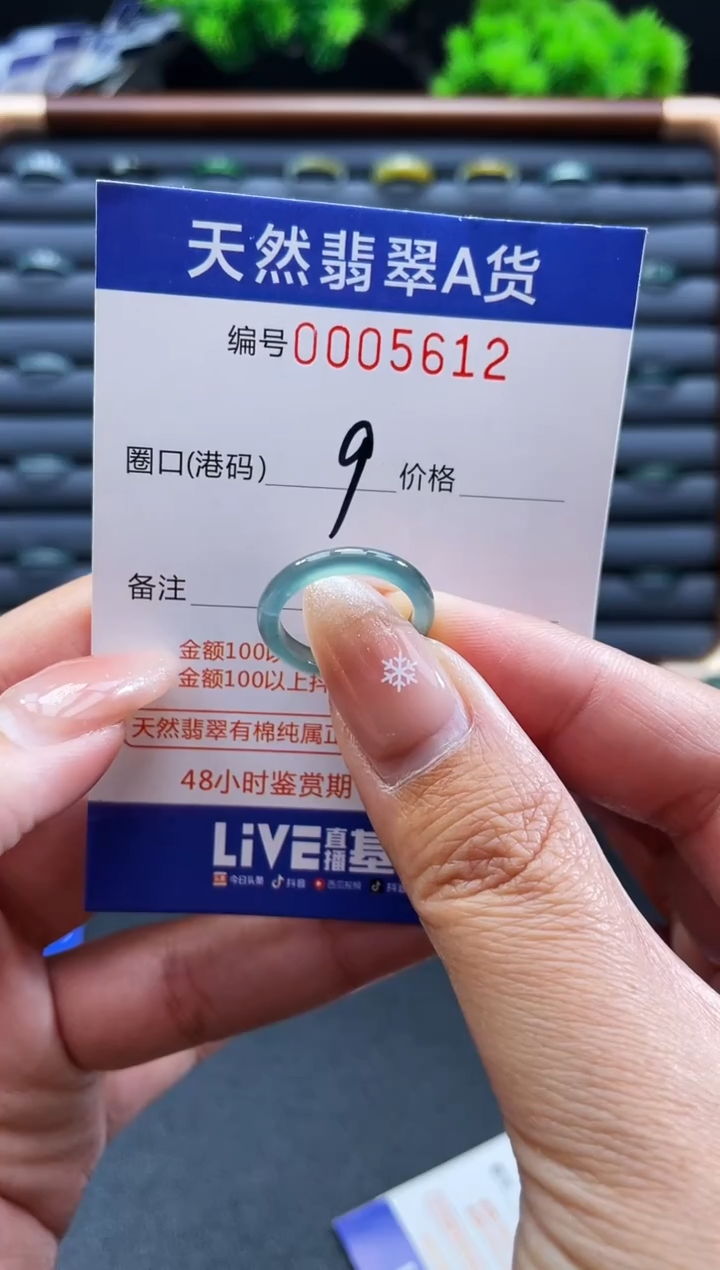 天然翡翠A货
编号0005612
圈口(港码) 9 价格
备注
金额100以
金额100以上
天然翡翠有棉纯属正
48小时鉴赏期
LiVE直播基
今日头条 抖音 西瓜视频